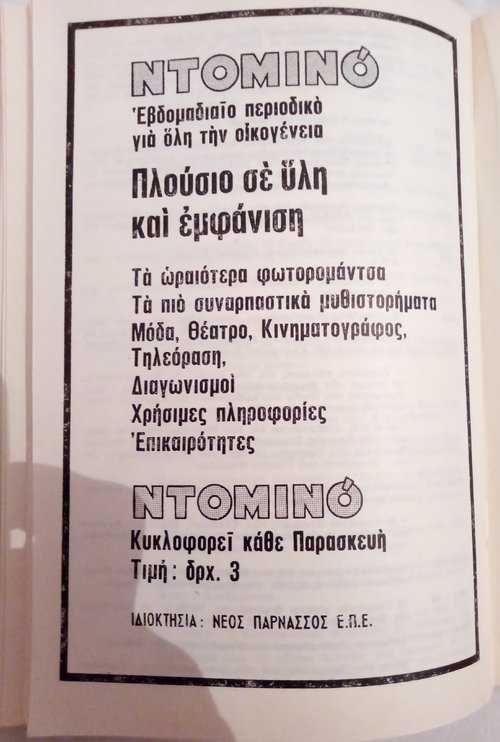 ΝΤΟΜΙΝΟ
Ἑβδομαδιαῖο περιοδικὸ
γιὰ ὅλη τὴν οἰκογένεια
Πλούσιο σὲ ὕλη
καὶ ἐμφάνιση
Τὰ ὡραιότερα φωτορομάντσα
Τὰ πιὸ συναρπαστικὰ μυθιστορήματα
Μόδα, Θέατρο, Κινηματογράφος,
Τηλεόραση,
Διαγωνισμοὶ
Χρήσιμες πληροφορίες
Ἐπικαιρότητες
ΝΤΟΜΙΝΟ
Κυκλοφορεῖ κάθε Παρασκευὴ
Τιμή : δρχ. 3
ΙΔΙΟΚΤΗΣΙΑ : ΝΕΟΣ ΠΑΡΝΑΣΣΟΣ Ε.Π.Ε.